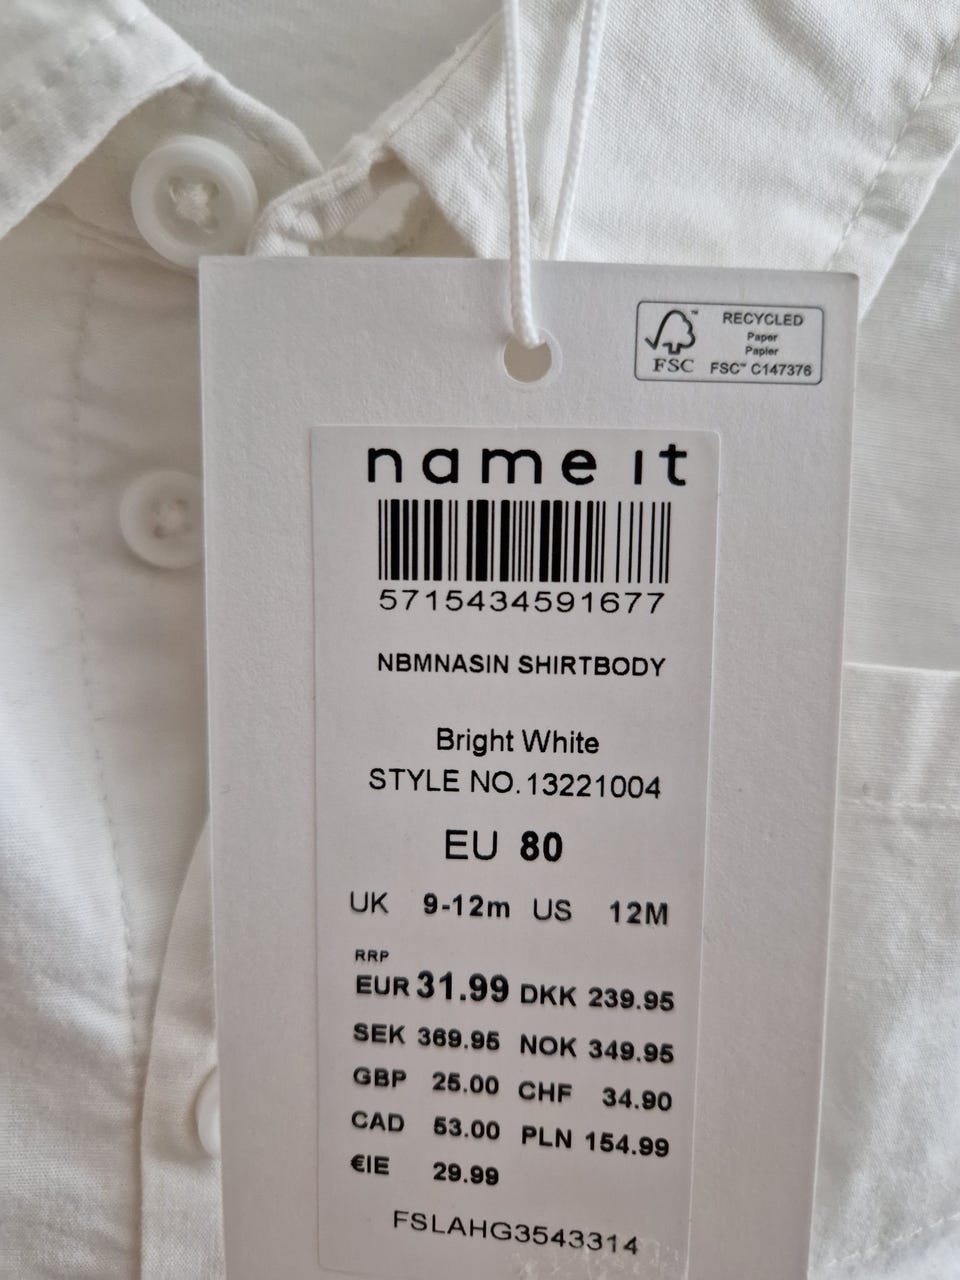 RECYCLED
Paper
Papier
FSC™ C147376
FSC
name it
5715434591677
NBMNASIN SHIRTBODY
Bright White
STYLE NO.13221004
EU 80
UK 9-12m US 12M
RRP
EUR 31.99 DKK 239.95
SEK 369.95 NOK 349.95
GBP 25.00 CHF 34.90
CAD 53.00 PLN 154.99
€IE 29.99
FSLAHG3543314